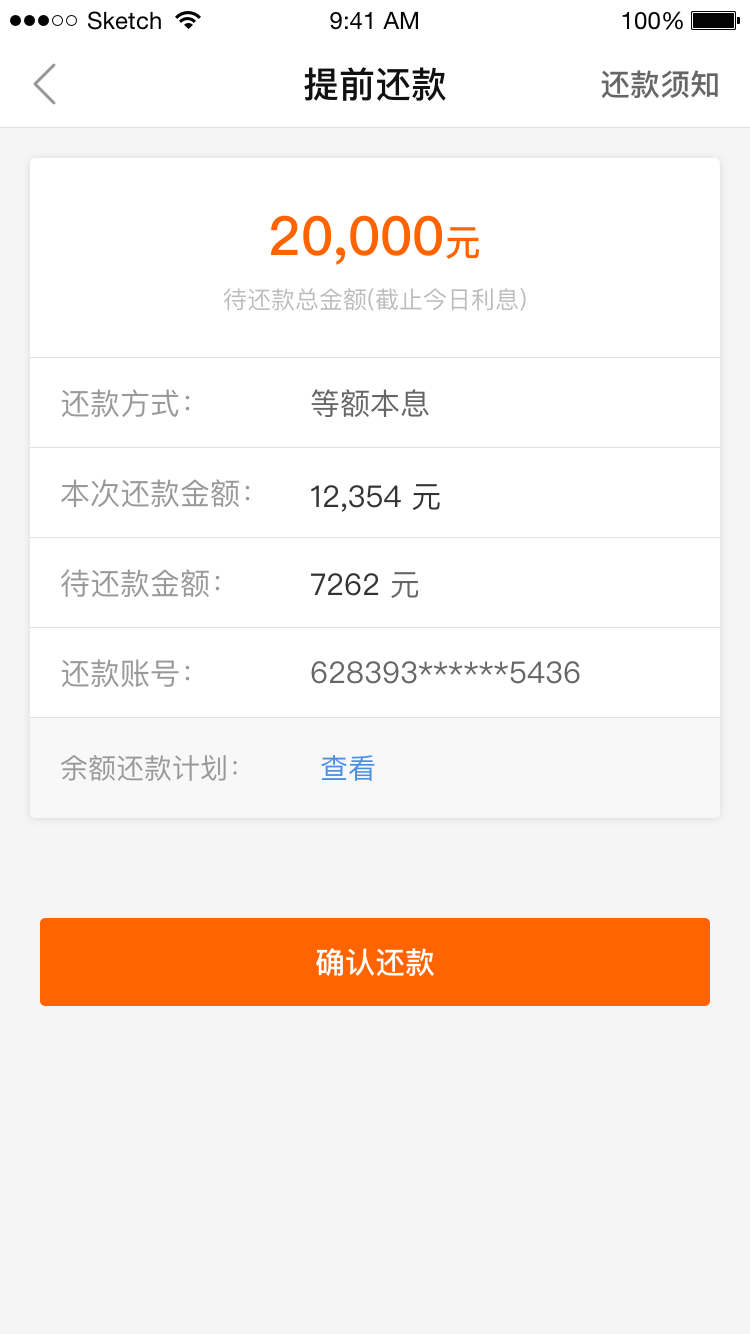 Sketch 9:41 AM 100%
提前还款 还款须知
20,000元
待还款总金额(截止今日利息)
还款方式： 等额本息
本次还款金额： 12,354 元
待还款金额： 7262 元
还款账号： 628393******5436
余额还款计划： 查看
确认还款